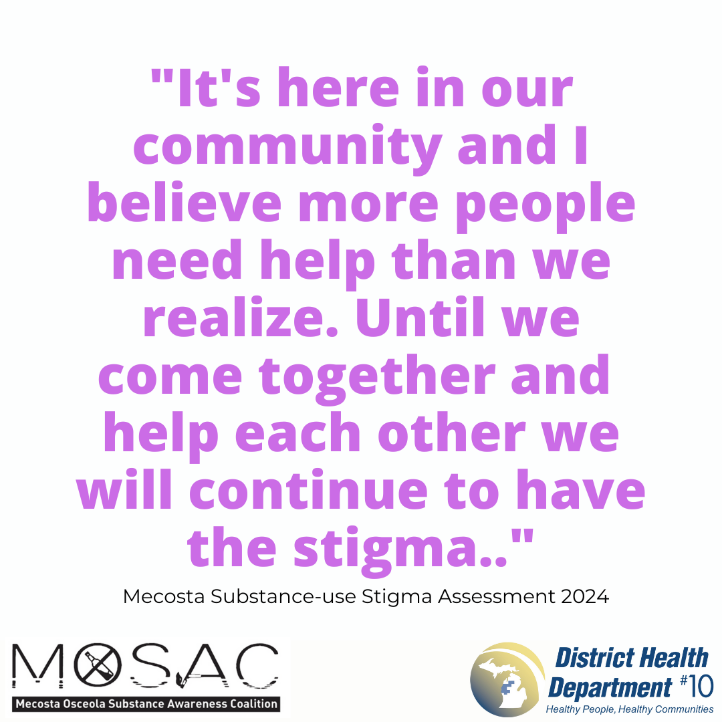 "It's here in our
community and I
believe more people
need help than we
realize. Until we
come together and
help each other we
will continue to have
the stigma.."
Mecosta Substance-use Stigma Assessment 2024
MOSAC
Mecosta Osceola Substance Awareness Coalition
District Health
Department #10
Healthy People, Healthy Communities